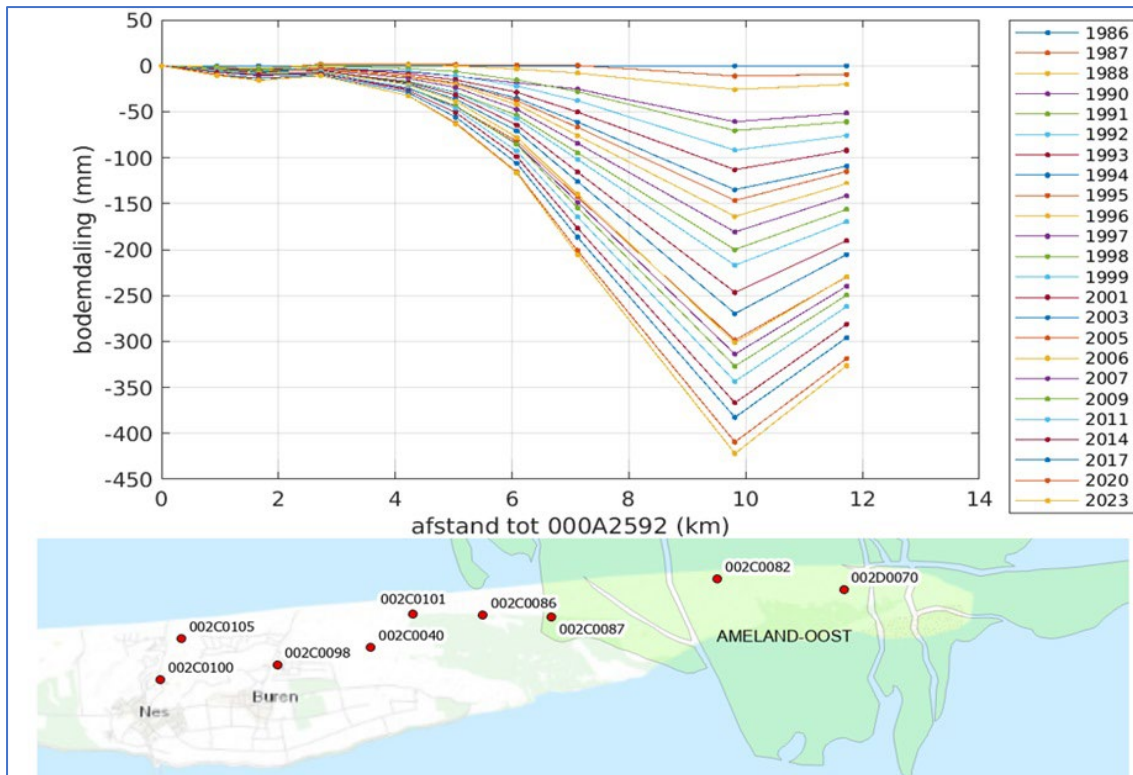 50
0
-50
-100
-150
-200
-250
-300
-350
-400
-450
bodemdaling (mm)
0 2 4 6 8 10 12 14
afstand tot 000A2592 (km)
1986
1987
1988
1990
1991
1992
1993
1994
1995
1996
1997
1998
1999
2001
2003
2005
2006
2007
2009
2011
2014
2017
2020
2023
002C0082
002D0070
002C0101
002C0086
002C0105
002C0087
AMELAND-OOST
002C0040
002C0098
002C0100
Buren
Nes